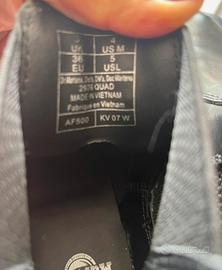 3 4
UK US M
36 5
EU USL
Dr. Martens, Dr's, DM's, Doc Martens
2976 QUAD
MADE IN VIETNAM
Fabriqué en Vietnam
AF500 KV 07 W